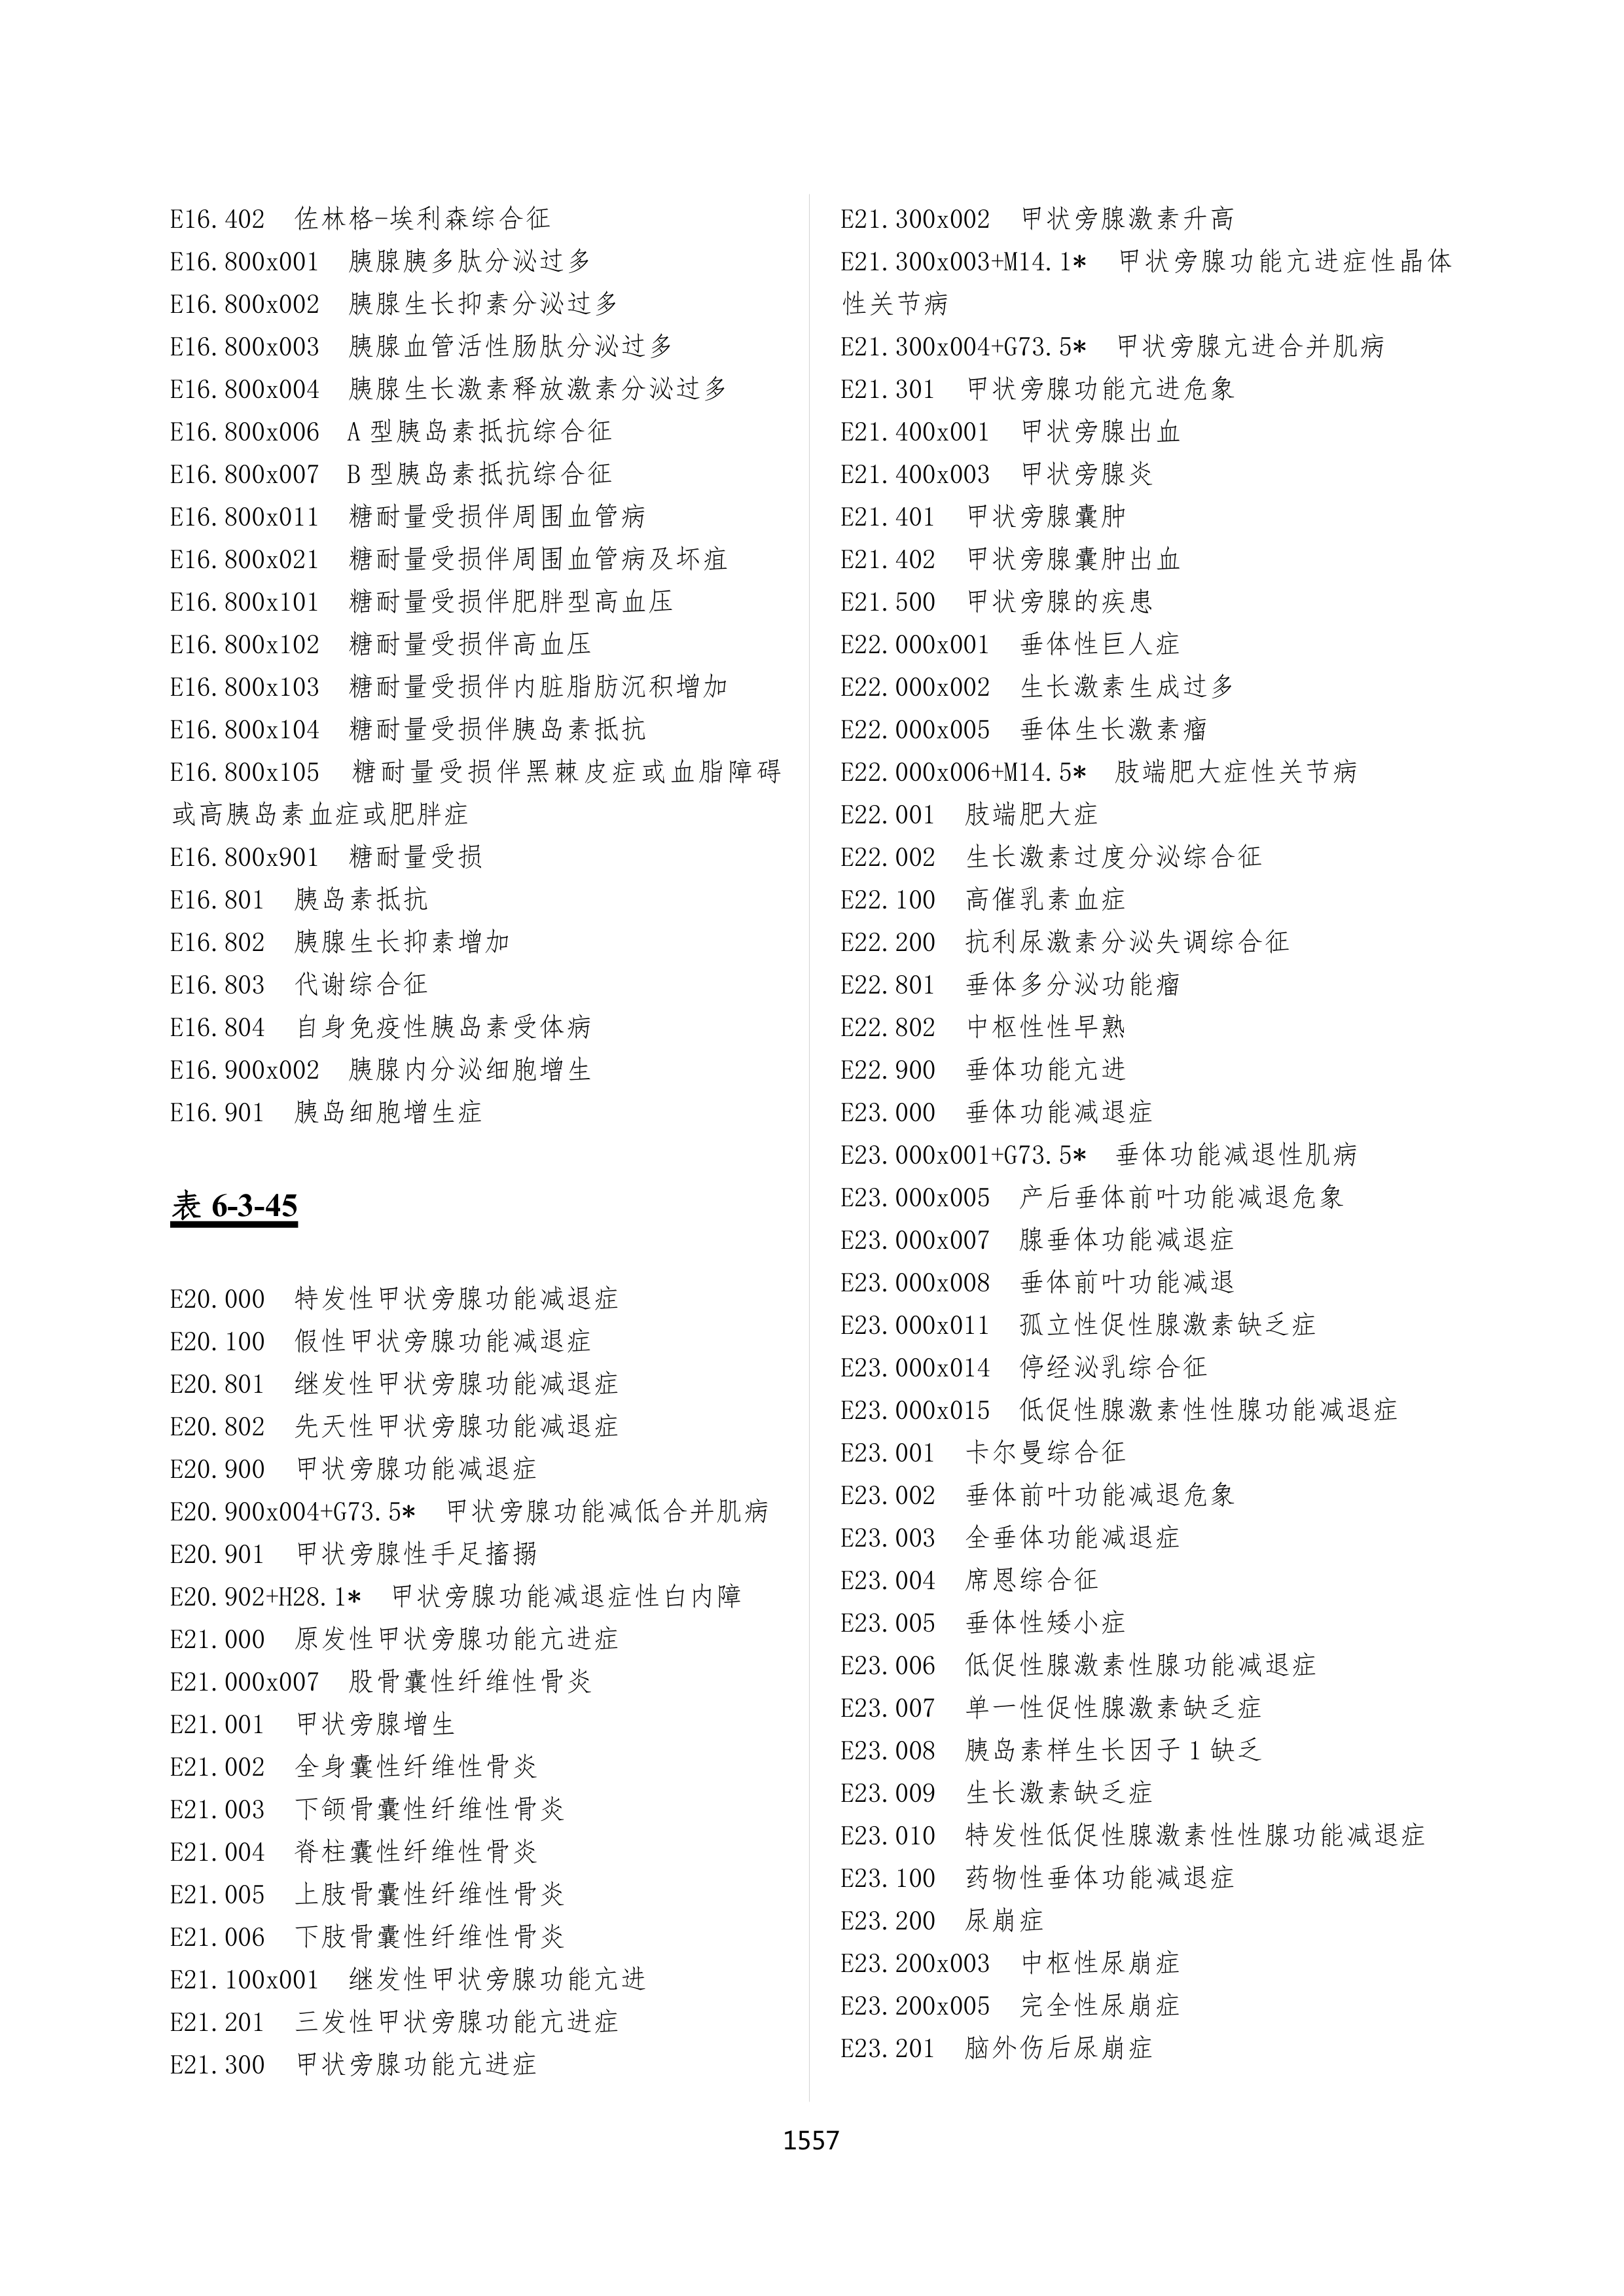 E16.402 佐林格-埃利森综合征
E16.800x001 胰腺胰多肽分泌过多
E16.800x002 胰腺生长抑素分泌过多
E16.800x003 胰腺血管活性肠肽分泌过多
E16.800x004 胰腺生长激素释放激素分泌过多
E16.800x006 A 型胰岛素抵抗综合征
E16.800x007 B 型胰岛素抵抗综合征
E16.800x011 糖耐量受损伴周围血管病
E16.800x021 糖耐量受损伴周围血管病及坏疽
E16.800x101 糖耐量受损伴肥胖型高血压
E16.800x102 糖耐量受损伴高血压
E16.800x103 糖耐量受损伴内脏脂肪沉积增加
E16.800x104 糖耐量受损伴胰岛素抵抗
E16.800x105 糖耐量受损伴黑棘皮症或血脂障碍
或高胰岛素血症或肥胖症
E16.800x901 糖耐量受损
E16.801 胰岛素抵抗
E16.802 胰腺生长抑素增加
E16.803 代谢综合征
E16.804 自身免疫性胰岛素受体病
E16.900x002 胰腺内分泌细胞增生
E16.901 胰岛细胞增生症
表 6-3-45
E20.000 特发性甲状旁腺功能减退症
E20.100 假性甲状旁腺功能减退症
E20.801 继发性甲状旁腺功能减退症
E20.802 先天性甲状旁腺功能减退症
E20.900 甲状旁腺功能减退症
E20.900x004+G73.5* 甲状旁腺功能减低合并肌病
E20.901 甲状旁腺性手足搐搦
E20.902+H28.1* 甲状旁腺功能减退症性白内障
E21.000 原发性甲状旁腺功能亢进症
E21.000x007 股骨囊性纤维性骨炎
E21.001 甲状旁腺增生
E21.002 全身囊性纤维性骨炎
E21.003 下颌骨囊性纤维性骨炎
E21.004 脊柱囊性纤维性骨炎
E21.005 上肢骨囊性纤维性骨炎
E21.006 下肢骨囊性纤维性骨炎
E21.100x001 继发性甲状旁腺功能亢进
E21.201 三发性甲状旁腺功能亢进症
E21.300 甲状旁腺功能亢进症
E21.300x002 甲状旁腺激素升高
E21.300x003+M14.1* 甲状旁腺功能亢进症性晶体
性关节病
E21.300x004+G73.5* 甲状旁腺亢进合并肌病
E21.301 甲状旁腺功能亢进危象
E21.400x001 甲状旁腺出血
E21.400x003 甲状旁腺炎
E21.401 甲状旁腺囊肿
E21.402 甲状旁腺囊肿出血
E21.500 甲状旁腺的疾患
E22.000x001 垂体性巨人症
E22.000x002 生长激素生成过多
E22.000x005 垂体生长激素瘤
E22.000x006+M14.5* 肢端肥大症性关节病
E22.001 肢端肥大症
E22.002 生长激素过度分泌综合征
E22.100 高催乳素血症
E22.200 抗利尿激素分泌失调综合征
E22.801 垂体多分泌功能瘤
E22.802 中枢性性早熟
E22.900 垂体功能亢进
E23.000 垂体功能减退症
E23.000x001+G73.5* 垂体功能减退性肌病
E23.000x005 产后垂体前叶功能减退危象
E23.000x007 腺垂体功能减退症
E23.000x008 垂体前叶功能减退
E23.000x011 孤立性促性腺激素缺乏症
E23.000x014 停经泌乳综合征
E23.000x015 低促性腺激素性性腺功能减退症
E23.001 卡尔曼综合征
E23.002 垂体前叶功能减退危象
E23.003 全垂体功能减退症
E23.004 席恩综合征
E23.005 垂体性矮小症
E23.006 低促性腺激素性腺功能减退症
E23.007 单一性促性腺激素缺乏症
E23.008 胰岛素样生长因子 1 缺乏
E23.009 生长激素缺乏症
E23.010 特发性低促性腺激素性性腺功能减退症
E23.100 药物性垂体功能减退症
E23.200 尿崩症
E23.200x003 中枢性尿崩症
E23.200x005 完全性尿崩症
E23.201 脑外伤后尿崩症
1557